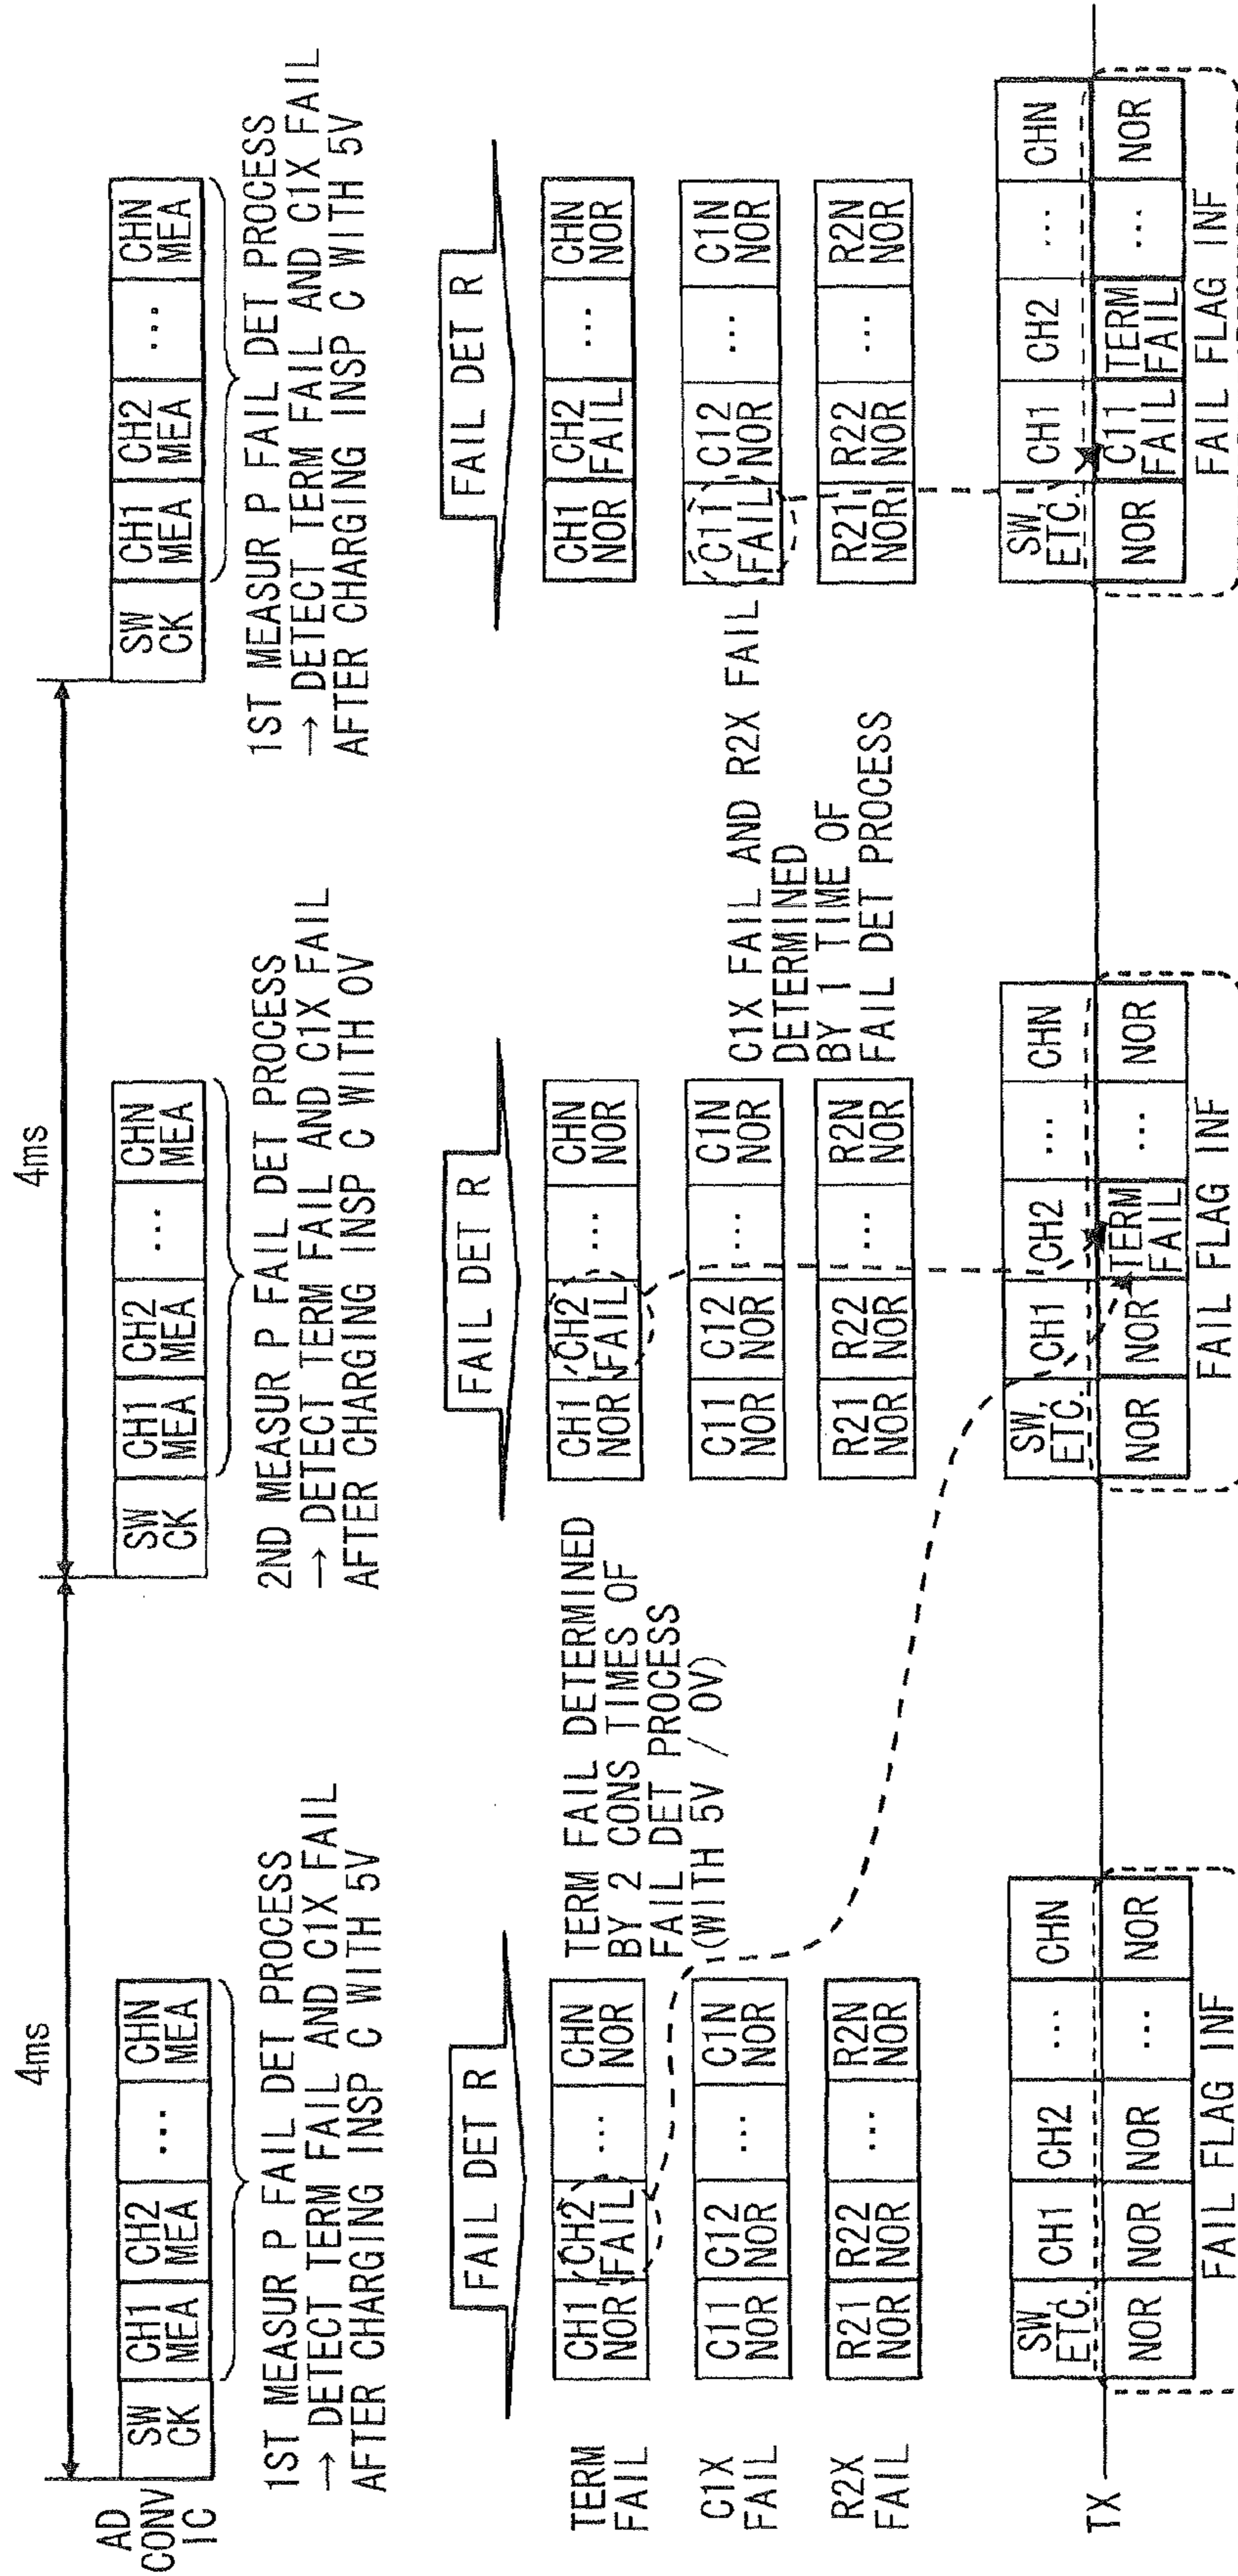 4ms
4ms
AD
CONV
IC
SW
CK
CH1
MEA
CH2
MEA
...
CHN
MEA
SW
CK
CH1
MEA
CH2
MEA
...
CHN
MEA
SW
CK
CH1
MEA
CH2
MEA
...
CHN
MEA
1ST MEASUR P FAIL DET PROCESS
→ DETECT TERM FAIL AND C1X FAIL
AFTER CHARGING INSP C WITH 5V
2ND MEASUR P FAIL DET PROCESS
→ DETECT TERM FAIL AND C1X FAIL
AFTER CHARGING INSP C WITH 0V
1ST MEASUR P FAIL DET PROCESS
→ DETECT TERM FAIL AND C1X FAIL
AFTER CHARGING INSP C WITH 5V
FAIL DET R
FAIL DET R
FAIL DET R
TERM
FAIL
CH1
NOR
CH2
FAIL
...
CHN
NOR
TERM FAIL DETERMINED
BY 2 CONS TIMES OF
FAIL DET PROCESS
(WITH 5V / 0V)
CH1
NOR
CH2
FAIL
...
CHN
NOR
CH1
NOR
CH2
FAIL
...
CHN
NOR
C1X
FAIL
C11
NOR
C12
NOR
...
C1N
NOR
C11
NOR
C12
NOR
...
C1N
NOR
C1X FAIL AND R2X FAIL
DETERMINED
BY 1 TIME OF
FAIL DET PROCESS
C11
FAIL
C12
NOR
...
C1N
NOR
R2X
FAIL
R21
NOR
R22
NOR
...
R2N
NOR
R21
NOR
R22
NOR
...
R2N
NOR
R21
NOR
R22
NOR
...
R2N
NOR
TX
SW,
ETC.
CH1
CH2
...
CHN
NOR
NOR
NOR
...
NOR
FAIL FLAG INF
SW,
ETC.
CH1
CH2
...
CHN
NOR
NOR
TERM
FAIL
...
NOR
FAIL FLAG INF
SW,
ETC.
CH1
CH2
...
CHN
NOR
C11
FAIL
TERM
FAIL
...
NOR
FAIL FLAG INF